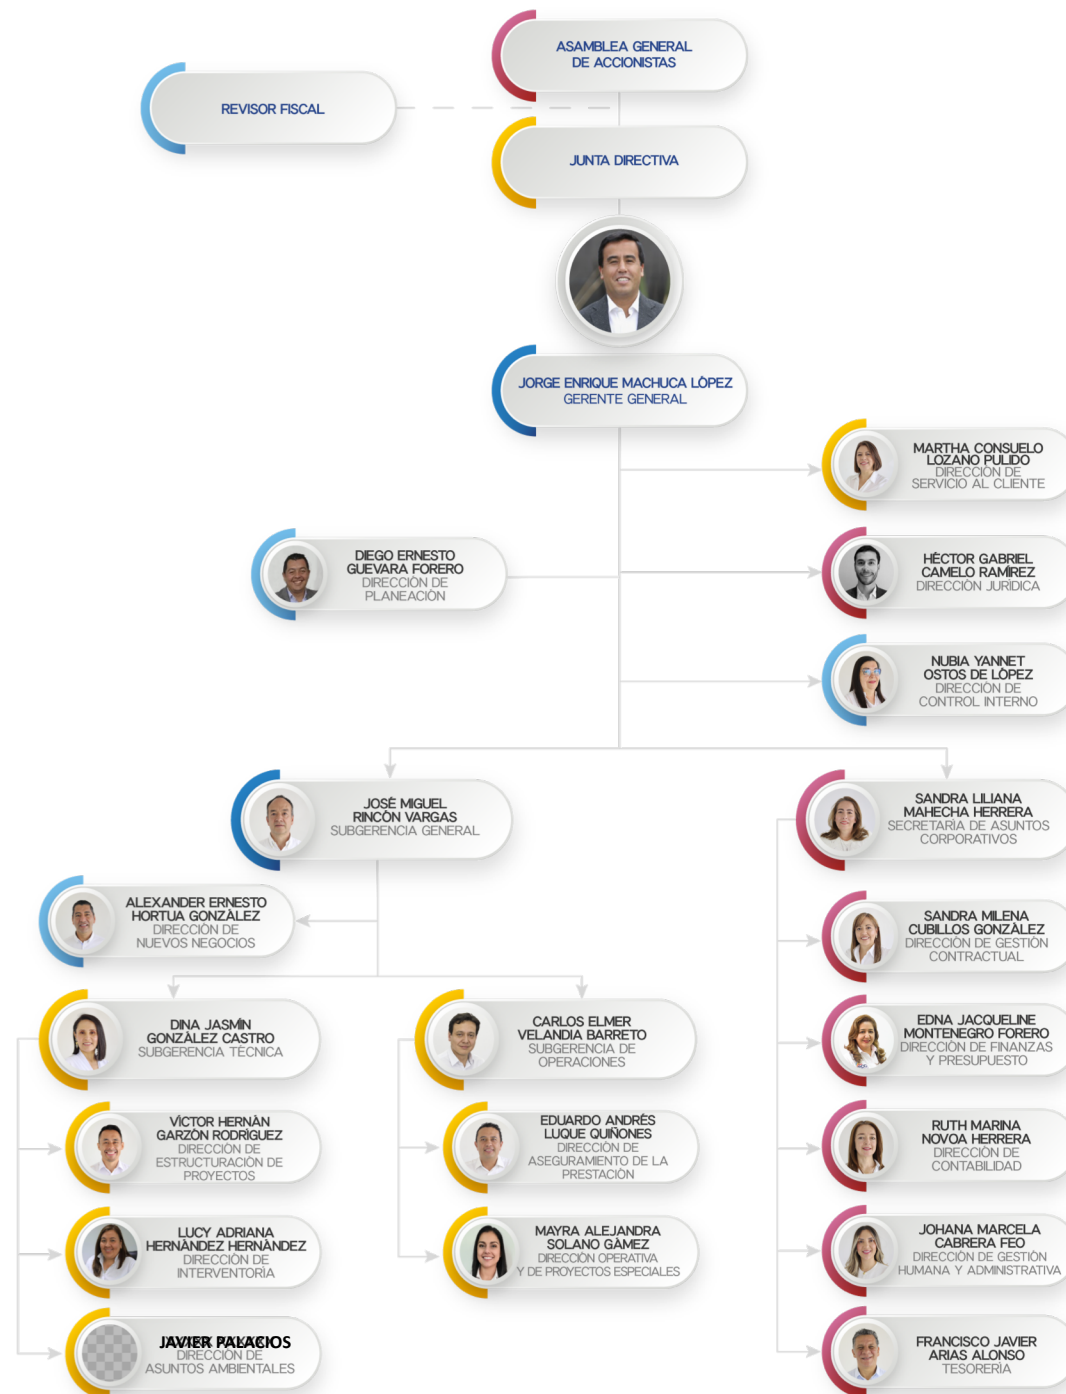 ASAMBLEA GENERAL
DE ACCIONISTAS
REVISOR FISCAL
JUNTA DIRECTIVA
JORGE ENRIQUE MACHUCA LÓPEZ
GERENTE GENERAL
MARTHA CONSUELO
LOZANO PULIDO
DIRECCIÓN DE
SERVICIO AL CLIENTE
DIEGO ERNESTO
GUEVARA FORERO
DIRECCIÓN DE
PLANEACIÓN
HÉCTOR GABRIEL
CAMELO RAMÍREZ
DIRECCIÓN JURÍDICA
NUBIA YANNET
OSTOS DE LÓPEZ
DIRECCIÓN DE
CONTROL INTERNO
JOSÉ MIGUEL
RINCÓN VARGAS
SUBGERENCIA GENERAL
SANDRA LILIANA
MAHECHA HERRERA
SECRETARÍA DE ASUNTOS
CORPORATIVOS
ALEXANDER ERNESTO
HORTUA GONZÁLEZ
DIRECCIÓN DE
NUEVOS NEGOCIOS
SANDRA MILENA
CUBILLOS GONZÁLEZ
DIRECCIÓN DE GESTIÓN
CONTRACTUAL
DINA JASMÍN
GONZÁLEZ CASTRO
SUBGERENCIA TÉCNICA
CARLOS ELMER
VELANDIA BARRETO
SUBGERENCIA DE
OPERACIONES
EDNA JACQUELINE
MONTENEGRO FORERO
DIRECCIÓN DE FINANZAS
Y PRESUPUESTO
VÍCTOR HERNÁN
GARZÓN RODRÍGUEZ
DIRECCIÓN DE
ESTRUCTURACIÓN DE
PROYECTOS
EDUARDO ANDRÉS
LUQUE QUIÑONES
DIRECCIÓN DE
ASEGURAMIENTO DE LA
PRESTACIÓN
RUTH MARINA
NOVOA HERRERA
DIRECCIÓN DE
CONTABILIDAD
LUCY ADRIANA
HERNÁNDEZ HERNÁNDEZ
DIRECCIÓN DE
INTERVENTORÍA
MAYRA ALEJANDRA
SOLANO GÁMEZ
DIRECCIÓN OPERATIVA
Y DE PROYECTOS ESPECIALES
JOHANA MARCELA
CABRERA FEO
DIRECCIÓN DE GESTIÓN
HUMANA Y ADMINISTRATIVA
JAVIER PALACIOS
DIRECCIÓN DE
ASUNTOS AMBIENTALES
FRANCISCO JAVIER
ARIAS ALONSO
TESORERÍA